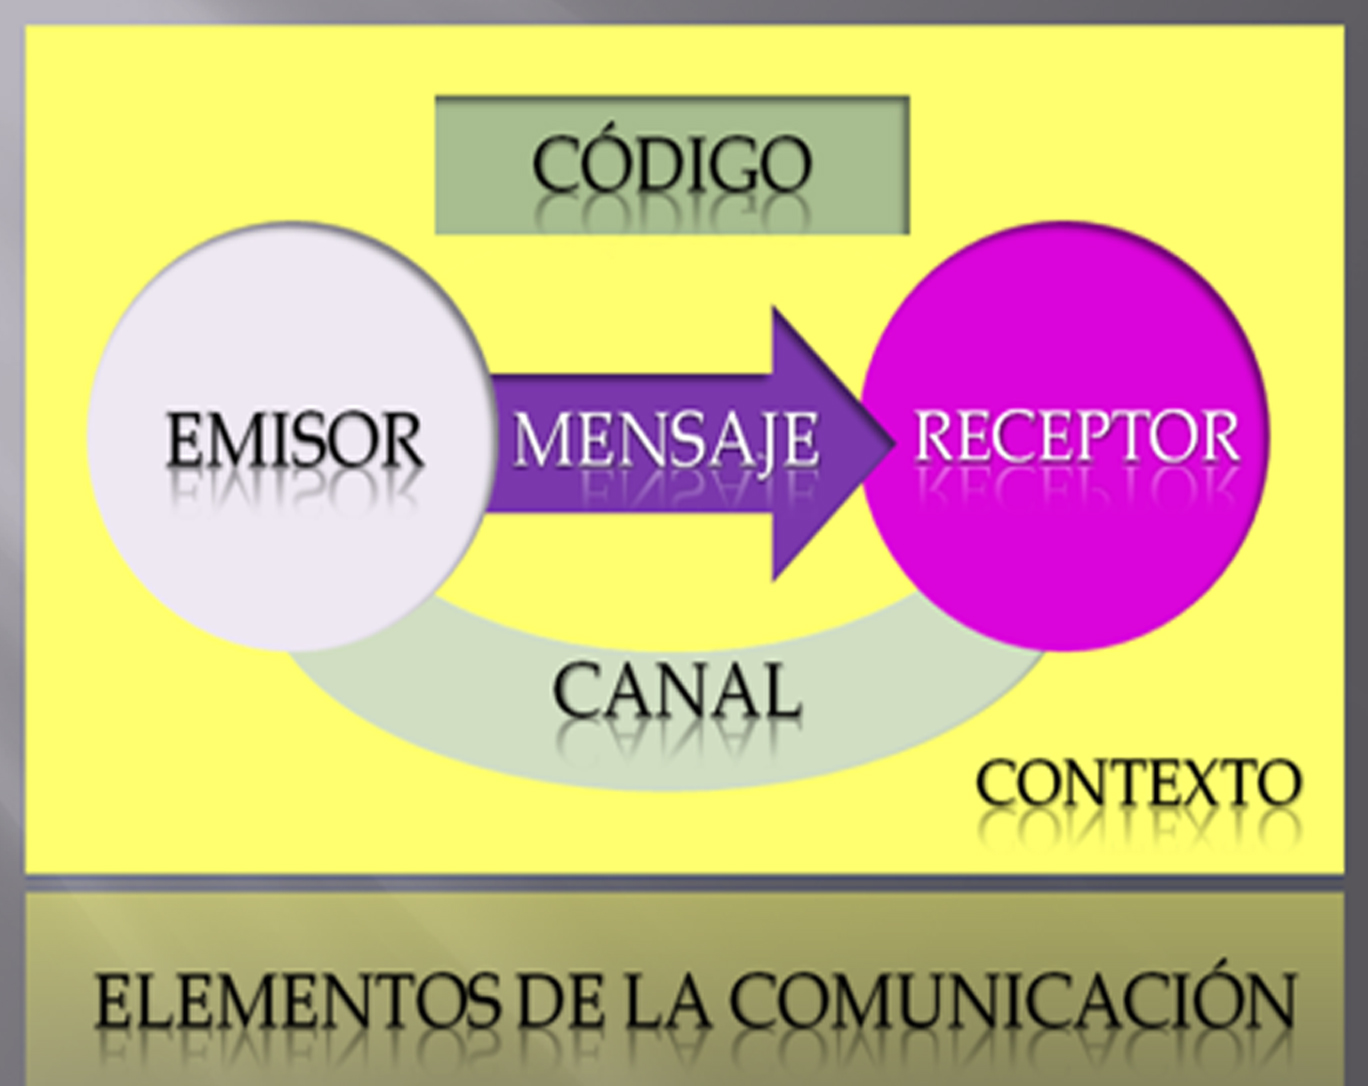 CÓDIGO
EMISOR
MENSAJE
RECEPTOR
CANAL
CONTEXTO
ELEMENTOS DE LA COMUNICACIÓN